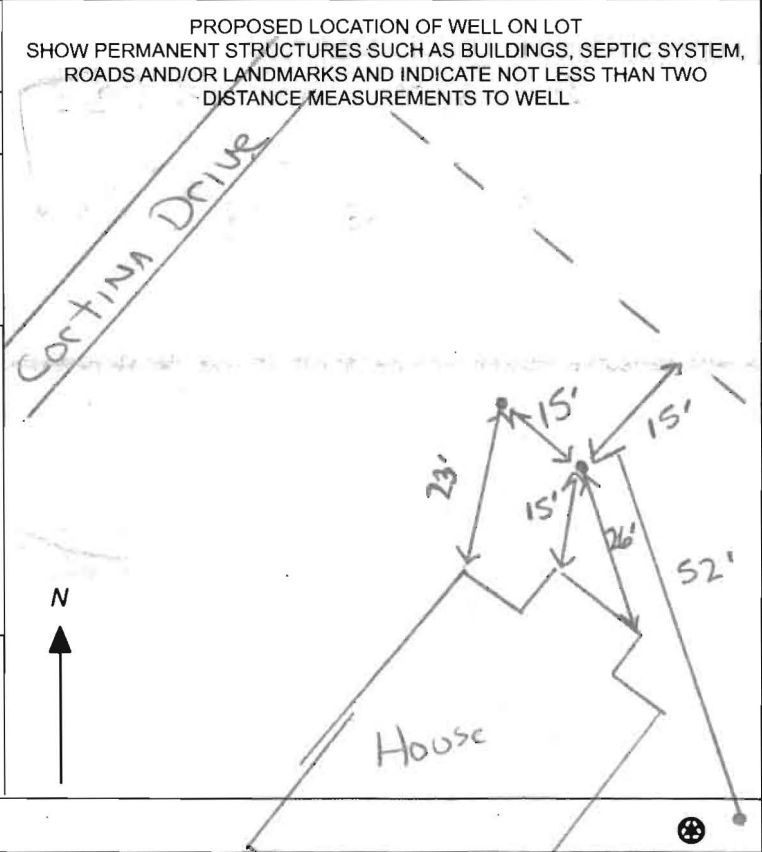 PROPOSED LOCATION OF WELL ON LOT
SHOW PERMANENT STRUCTURES SUCH AS BUILDINGS, SEPTIC SYSTEM,
ROADS AND/OR LANDMARKS AND INDICATE NOT LESS THAN TWO
DISTANCE MEASUREMENTS TO WELL
Cortina Drive
15'
15'
23'
15'
26'
52'
N
House